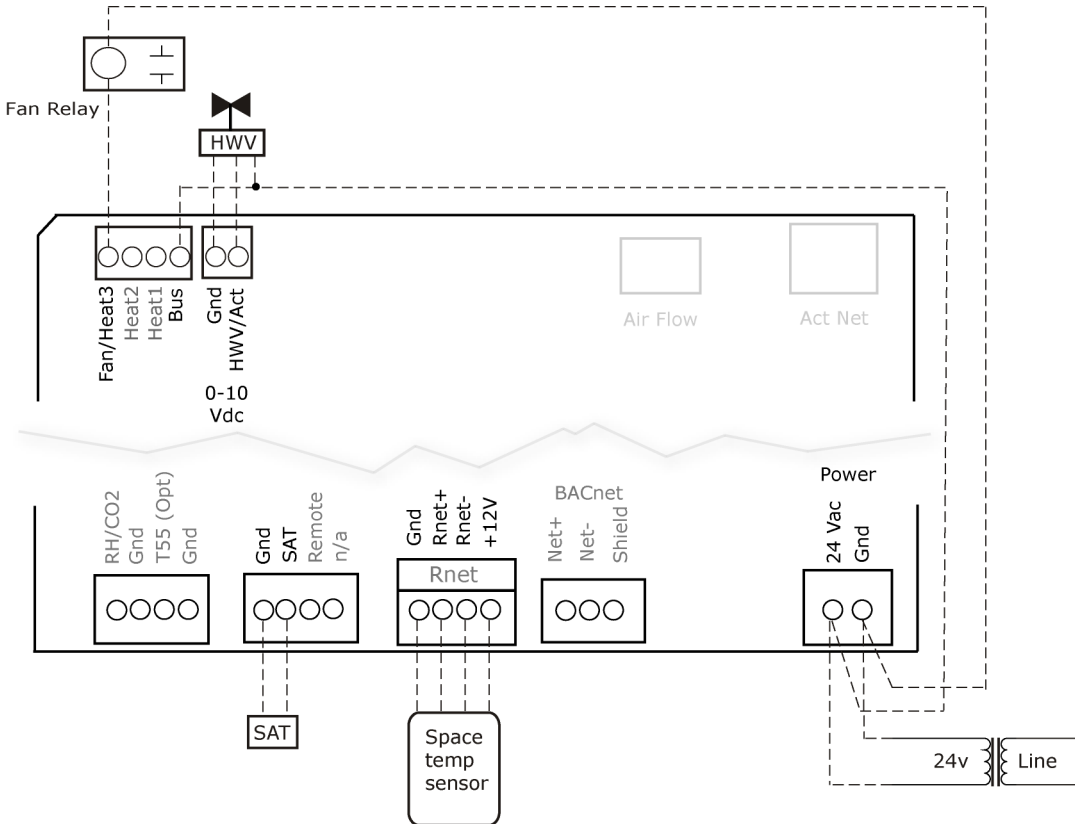 Fan Relay
HWV
Fan/Heat3
Heat2
Heat1
Bus
Gnd
HWV/Act
0-10
Vdc
Air Flow
Act Net
RH/CO2
Gnd
T55 (Opt)
Gnd
Gnd
SAT
Remote
n/a
Gnd
Rnet+
Rnet-
+12V
Rnet
BACnet
Net+
Net-
Shield
Power
24 Vac
Gnd
SAT
Space
temp
sensor
24v
Line